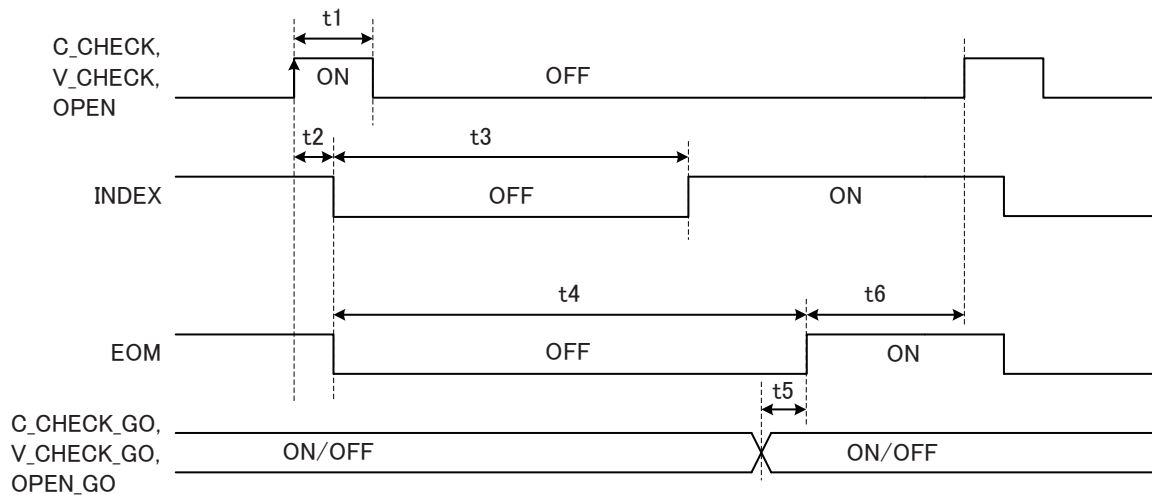 t1
C_CHECK,
V_CHECK,
OPEN
ON
OFF
t2
t3
INDEX
OFF
ON
t4
t6
EOM
OFF
ON
t5
C_CHECK_GO,
V_CHECK_GO,
OPEN_GO
ON/OFF
ON/OFF